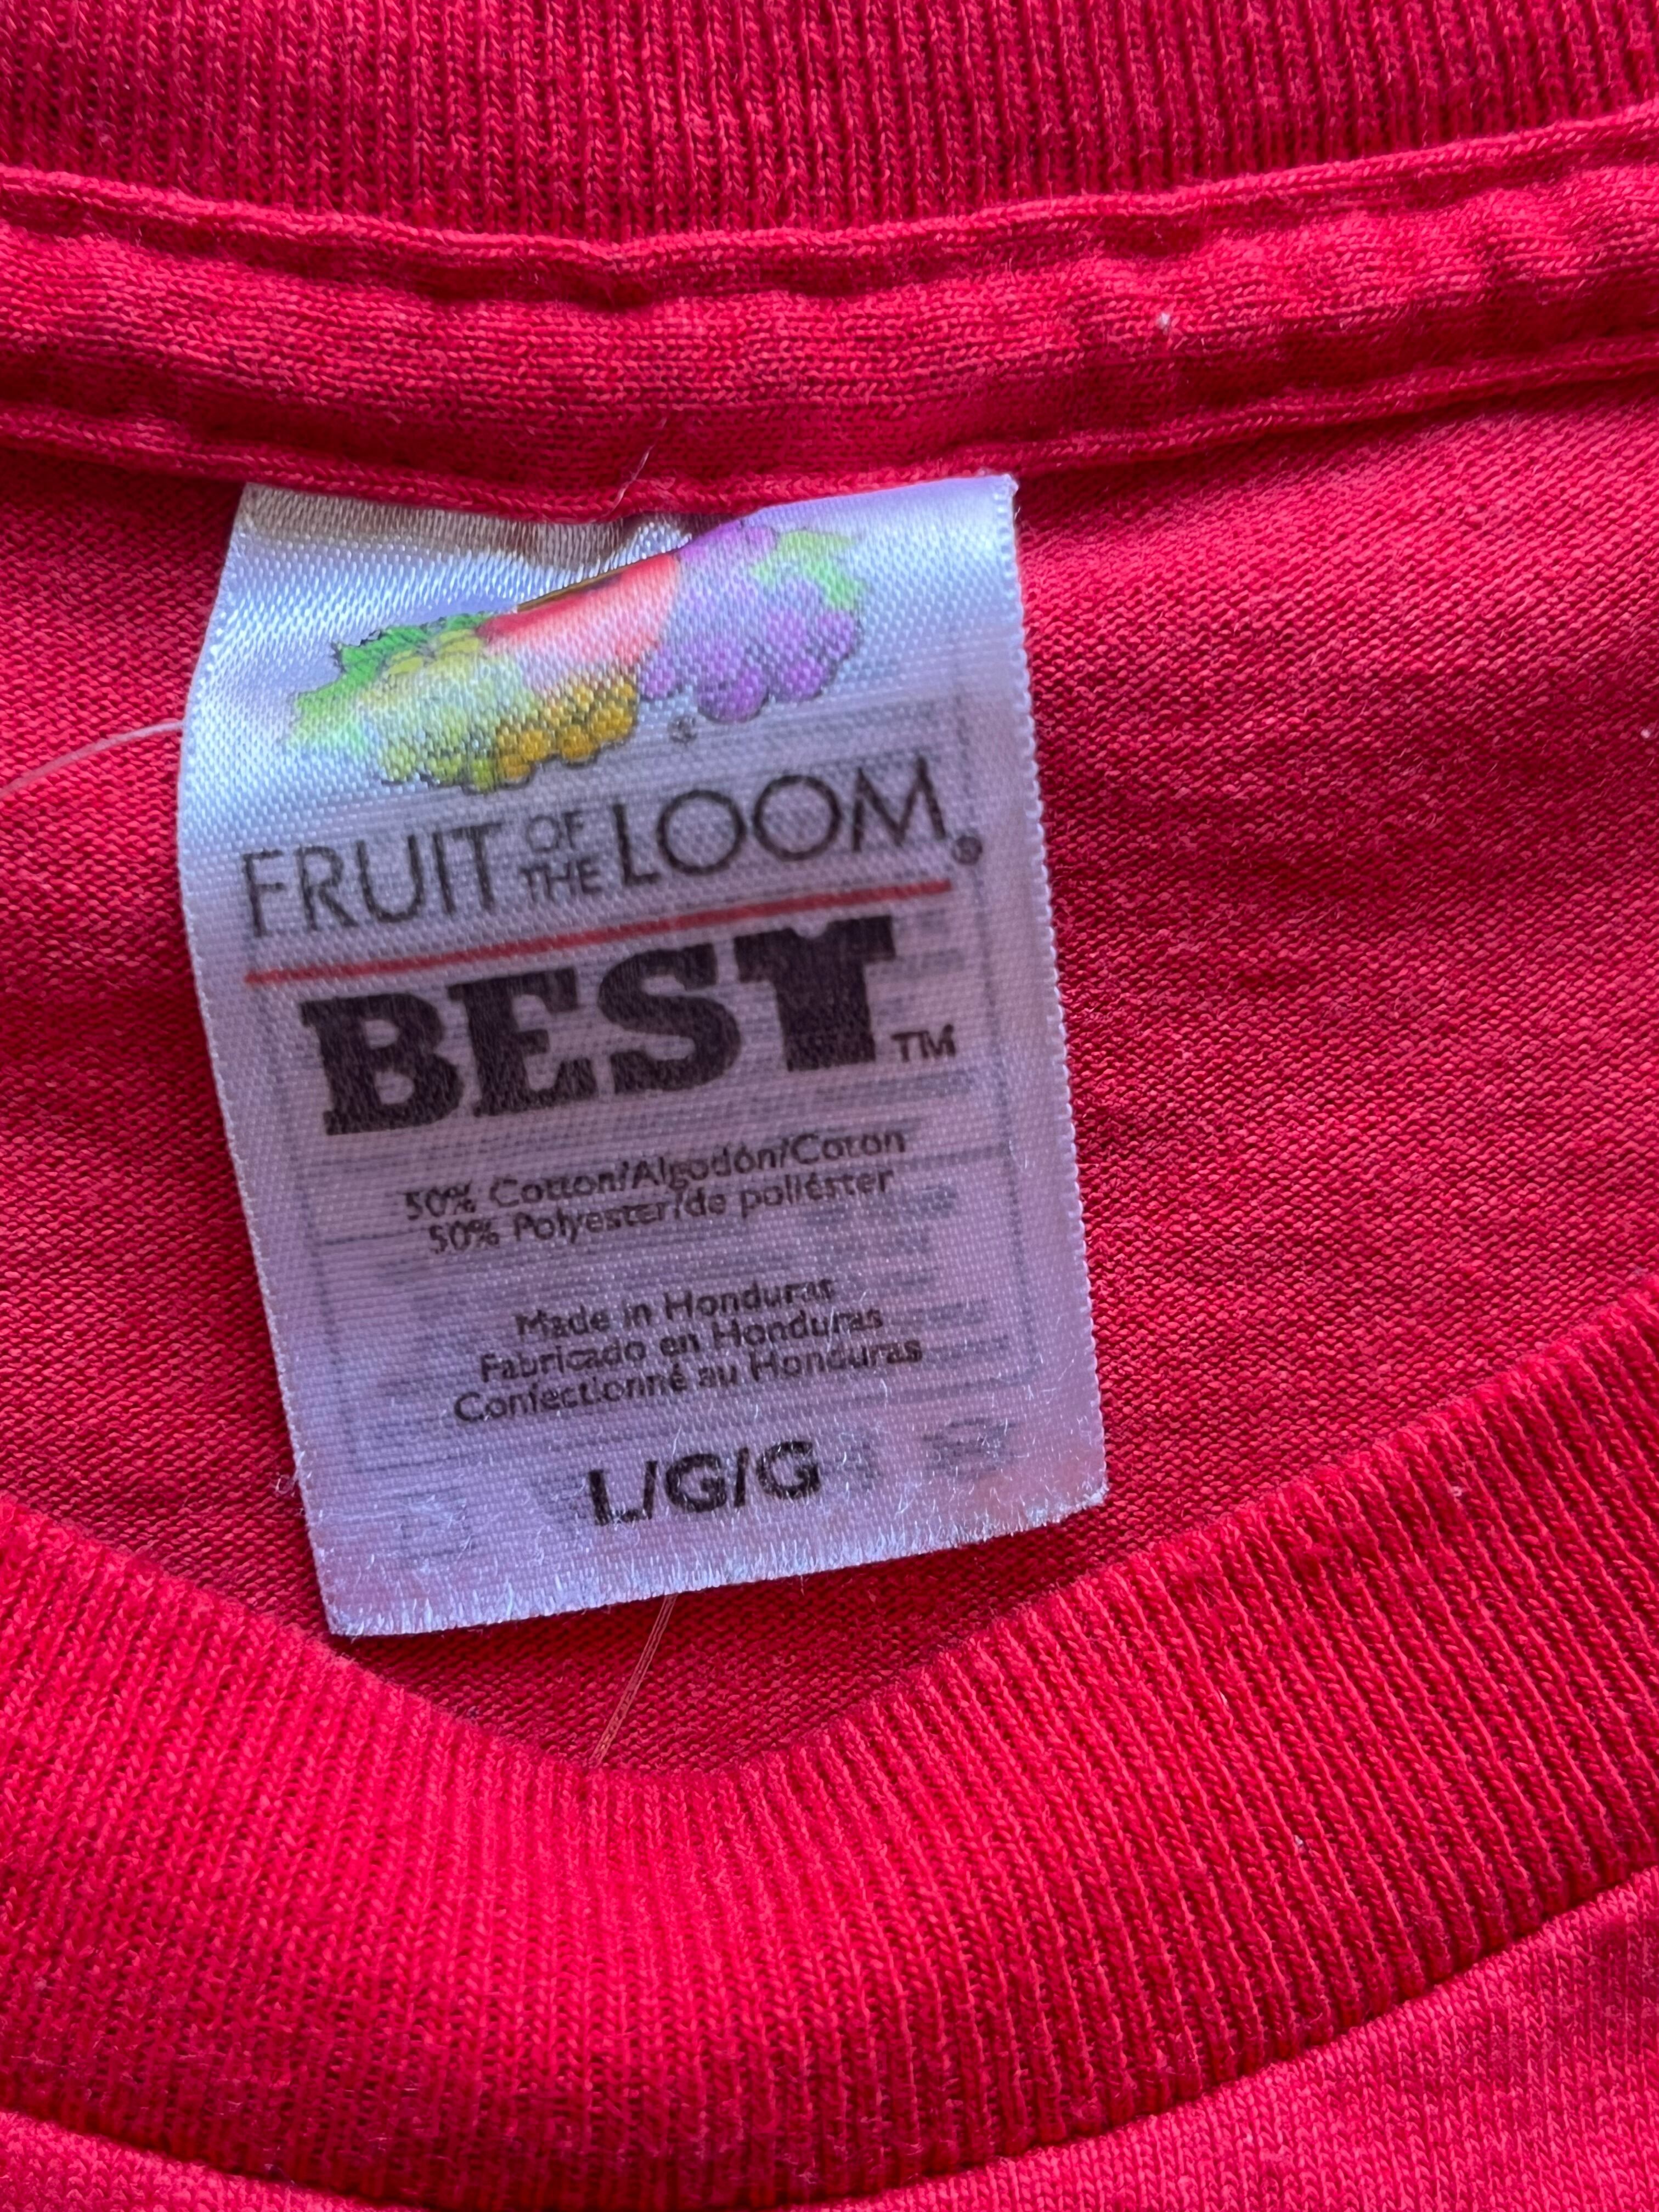 ®
FRUIT OF THE LOOM®
BEST™
50% Cotton/Algodón/Coton
50% Polyester/de poliéster
Made in Honduras
Fabricado en Honduras
Confectionné au Honduras
L/G/G